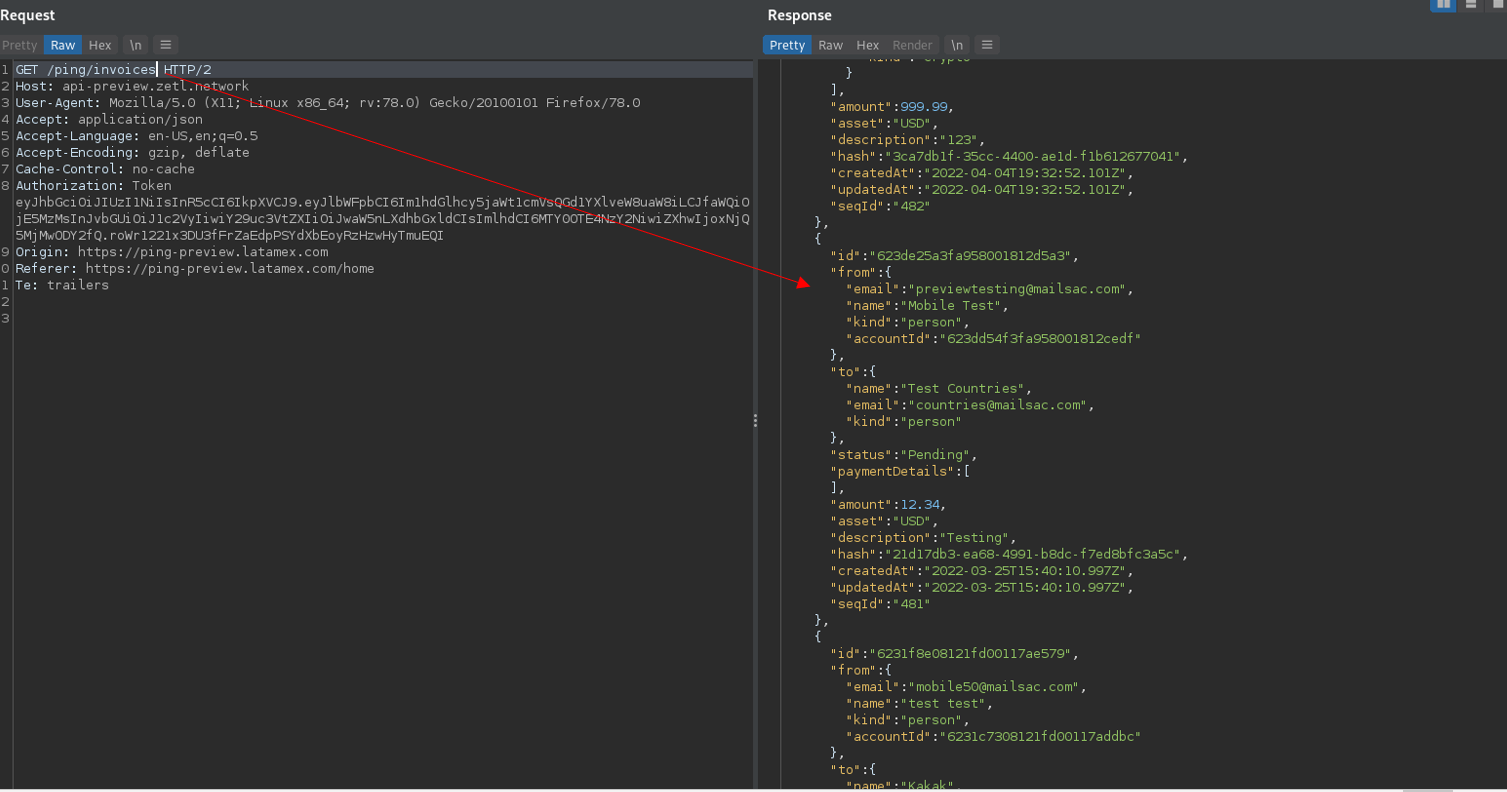 Request
Pretty Raw Hex \n
1 GET /ping/invoices HTTP/2
2 Host: api-preview.zetl.network
3 User-Agent: Mozilla/5.0 (X11; Linux x86_64; rv:78.0) Gecko/20100101 Firefox/78.0
4 Accept: application/json
5 Accept-Language: en-US,en;q=0.5
6 Accept-Encoding: gzip, deflate
7 Cache-Control: no-cache
8 Authorization: Token
eyJhbGciOiJIUzI1NiIsInR5cCI6IkpXVCJ9.eyJlbWFpbCI6Im1hdGlhcy5jaWt1cmVsQGd1YXlveW8uaW8iLCJfaWQiO
jE5MzMsInJvbGUiOiJ1c2VyIiwiY29uc3VtZXIiOiJwaW5nLXdhbGxldCIsImlhdCI6MTY0OTE4NzY2NiwiZXhwIjoxNjQ
5MjMwODY2fQ.roWr1221x3DU3fFrZaEdpPSYdXbEoyRzHzwHyTmuEQI
9 Origin: https://ping-preview.latamex.com
0 Referer: https://ping-preview.latamex.com/home
1 Te: trailers
2
3
Response
Pretty Raw Hex Render \n
}
],
"amount":999.99,
"asset":"USD",
"description":"123",
"hash":"3ca7db1f-35cc-4400-ae1d-f1b612677041",
"createdAt":"2022-04-04T19:32:52.101Z",
"updatedAt":"2022-04-04T19:32:52.101Z",
"seqId":"482"
},
{
"id":"623de25a3fa958001812d5a3",
"from":{
"email":"previewtesting@mailsac.com",
"name":"Mobile Test",
"kind":"person",
"accountId":"623dd54f3fa958001812cedf"
},
"to":{
"name":"Test Countries",
"email":"countries@mailsac.com",
"kind":"person"
},
"status":"Pending",
"paymentDetails":[
],
"amount":12.34,
"asset":"USD",
"description":"Testing",
"hash":"21d17db3-ea68-4991-b8dc-f7ed8bfc3a5c",
"createdAt":"2022-03-25T15:40:10.997Z",
"updatedAt":"2022-03-25T15:40:10.997Z",
"seqId":"481"
},
{
"id":"6231f8e08121fd00117ae579",
"from":{
"email":"mobile50@mailsac.com",
"name":"test test",
"kind":"person",
"accountId":"6231c7308121fd00117addbc"
},
"to":{
"name":"Kakak",